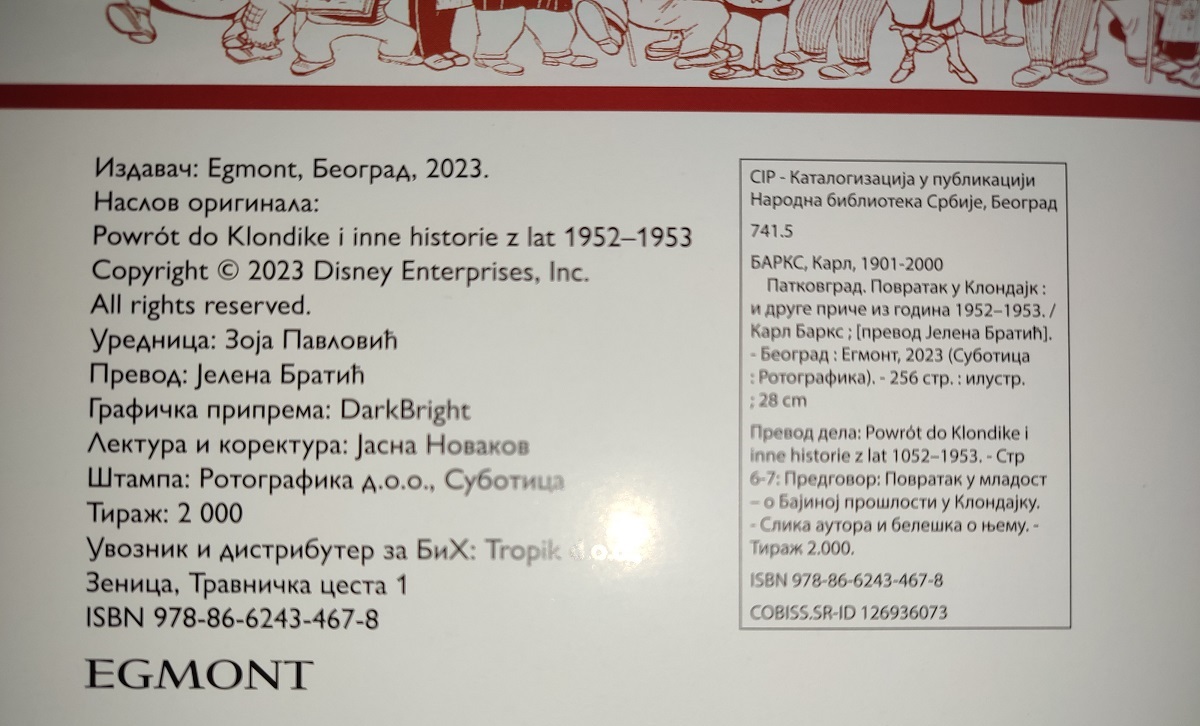 Издавач: Egmont, Београд, 2023.
Наслов оригинала:
Powrót do Klondike i inne historie z lat 1952–1953
Copyright © 2023 Disney Enterprises, Inc.
All rights reserved.
Уредница: Зоја Павловић
Превод: Јелена Братић
Графичка припрема: DarkBright
Лектура и коректура: Јасна Новаков
Штампа: Ротографика д.о.о., Суботица
Тираж: 2 000
Увозник и дистрибутер за БиХ: Tropik
Зеница, Травничка цеста 1
ISBN 978-86-6243-467-8
EGMONT
CIP - Каталогизација у публикацији
Народна библиотека Србије, Београд
741.5
БАРКС, Карл, 1901-2000
Патковград. Повратак у Клондајк :
и друге приче из година 1952–1953. /
Карл Баркс ; [превод Јелена Братић].
- Београд : Егмонт, 2023 (Суботица
: Ротографика). - 256 стр. : илустр.
; 28 cm
Превод дела: Powrót do Klondike i
inne historie z lat 1052–1953. - Стр
6-7: Предговор: Повратак у младост
– о Бајиној прошлости у Клондајку.
- Слика аутора и белешка о њему. -
Тираж 2.000.
ISBN 978-86-6243-467-8
COBISS.SR-ID 126936073